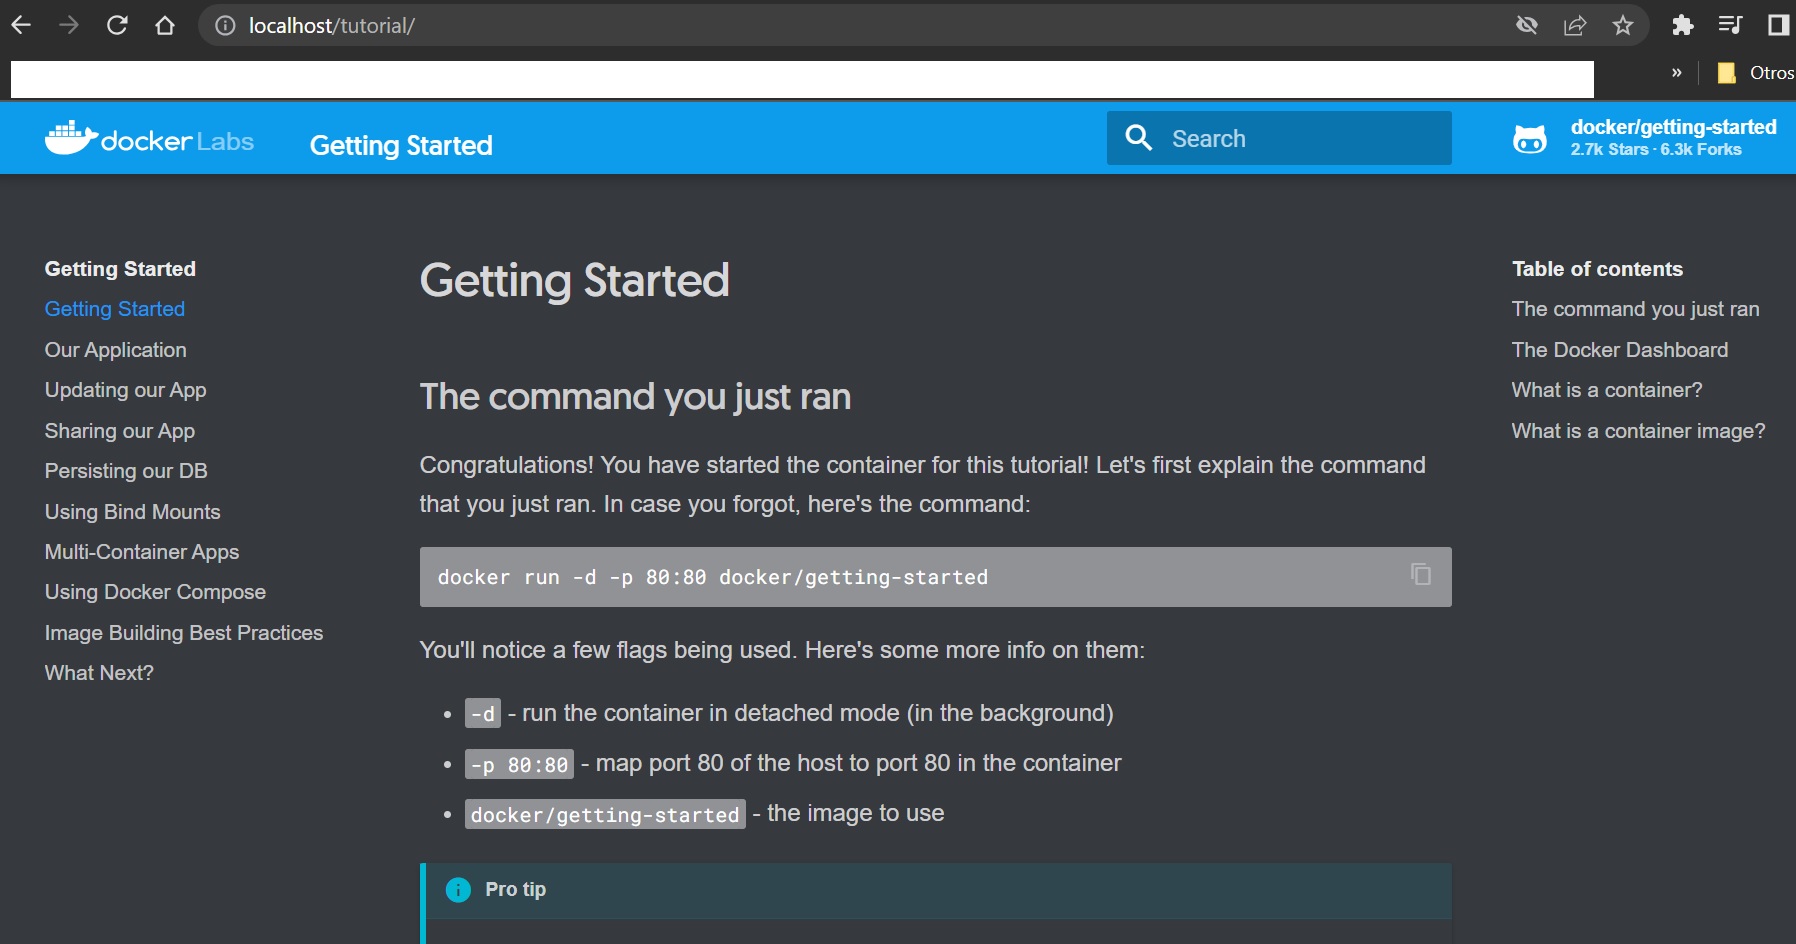 localhost/tutorial/
» Otros
docker Labs Getting Started Search docker/getting-started
2.7k Stars · 6.3k Forks
Getting Started
Getting Started
Our Application
Updating our App
Sharing our App
Persisting our DB
Using Bind Mounts
Multi-Container Apps
Using Docker Compose
Image Building Best Practices
What Next?
Getting Started
The command you just ran
Congratulations! You have started the container for this tutorial! Let's first explain the command
that you just ran. In case you forgot, here's the command:
docker run -d -p 80:80 docker/getting-started
You'll notice a few flags being used. Here's some more info on them:
• -d - run the container in detached mode (in the background)
• -p 80:80 - map port 80 of the host to port 80 in the container
• docker/getting-started - the image to use
Pro tip
Table of contents
The command you just ran
The Docker Dashboard
What is a container?
What is a container image?